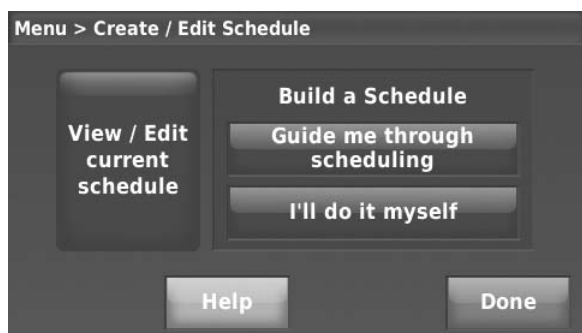 Menu > Create / Edit Schedule
View / Edit
current
schedule
Build a Schedule
Guide me through
scheduling
I'll do it myself
Help
Done